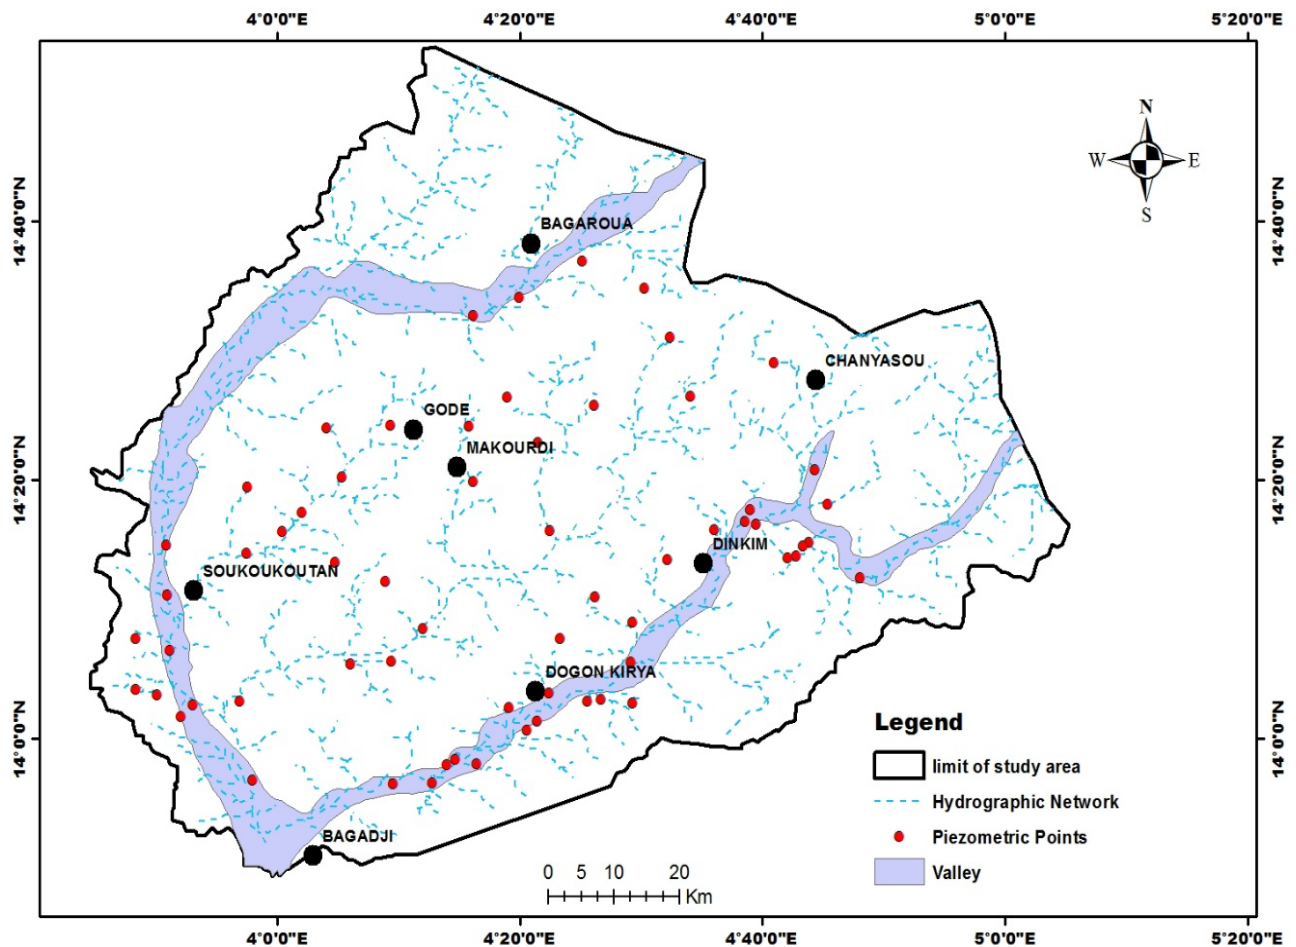 4°0'0"E 4°20'0"E 4°40'0"E 5°0'0"E 5°20'0"E
N
W E
S
14°40'0"N 14°40'0"N
BAGAROUA
CHANYASOU
GODE
MAKOURDI
14°20'0"N 14°20'0"N
DINKIM
SOUKOUKOUTAN
DOGON KIRYA
14°0'0"N 14°0'0"N
BAGADJI
Legend
limit of study area
Hydrographic Network
Piezometric Points
Valley
0 5 10 20
Km
4°0'0"E 4°20'0"E 4°40'0"E 5°0'0"E 5°20'0"E